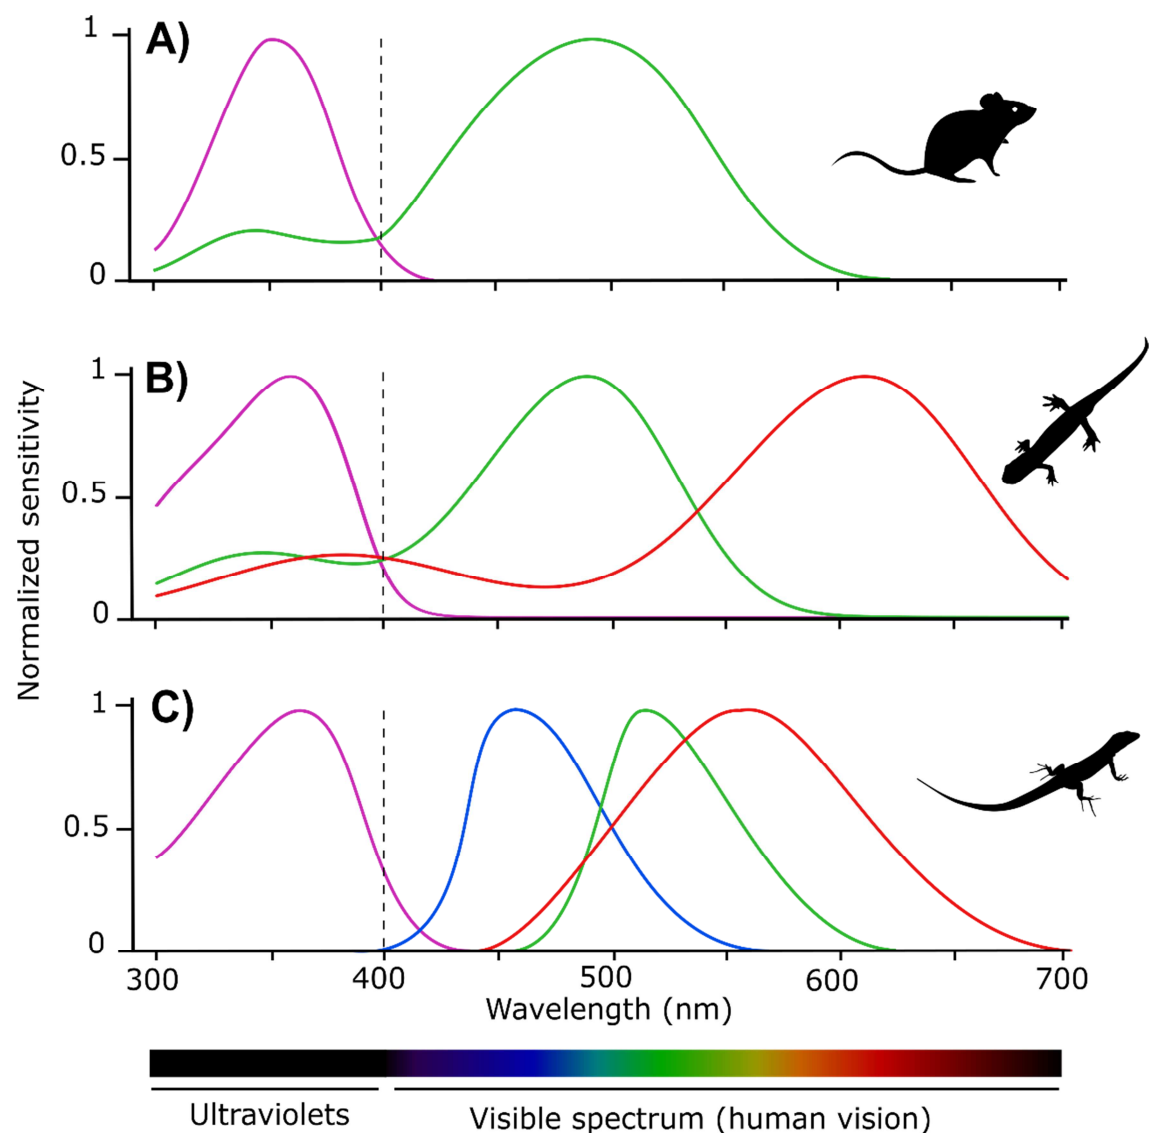 A)
1
0.5
0
B)
1
0.5
0
C)
1
0.5
0
Normalized sensitivity
300 400 500 600 700
Wavelength (nm)
Ultraviolets
Visible spectrum (human vision)